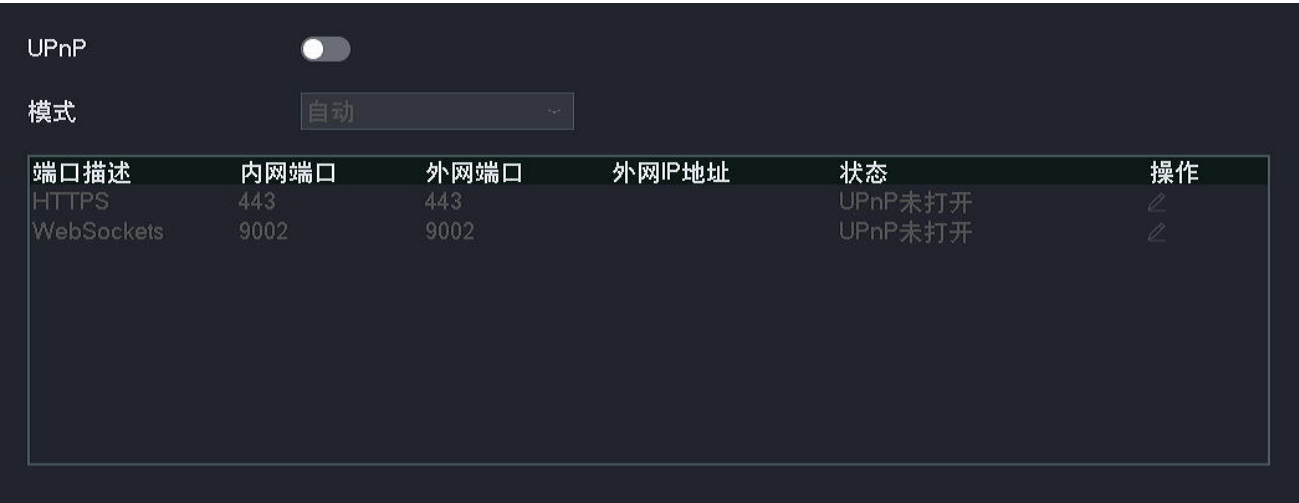 UPnP
模式 自动
端口描述 内网端口 外网端口 外网IP地址 状态 操作
HTTPS 443 443 UPnP未打开
WebSockets 9002 9002 UPnP未打开